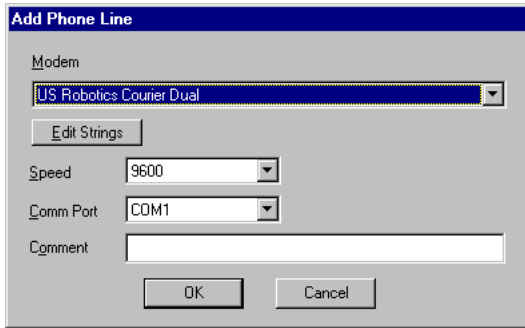 Add Phone Line
Modem
US Robotics Courier Dual
Edit Strings
Speed 9600
Comm Port COM1
Comment
OK Cancel